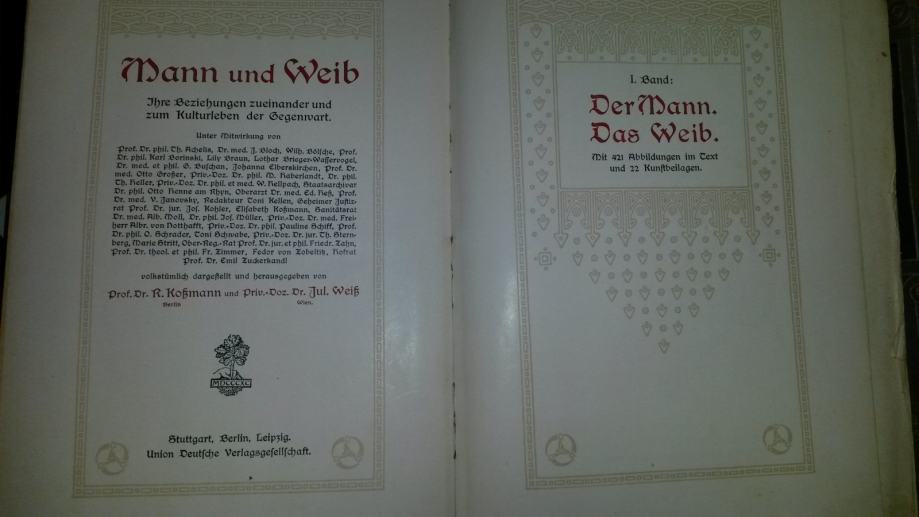 Mann und Weib
Ihre Beziehungen zueinander und
zum Kulturleben der Gegenwart.
Unter Mitwirkung von
Prof. Dr. phil. Th. Achelis, Dr. med. J. Bloch, Wilh. Bölsche, Prof.
Dr. phil. Karl Borinski, Lily Braun, Lothar Brieger-Wasservogel,
Dr. med. et phil. G. Buschan, Johanna Elberskirchen, Prof. Dr.
med. Otto Großer, Priv.-Doz. Dr. phil. M. Haberlandt, Dr. phil.
Th. Heller, Priv.-Doz. Dr. phil. et med. W. Hellpach, Staatsarchivar
Dr. phil. Otto Henne am Rhyn, Oberarzt Dr. med. Ed. Heß, Prof.
Dr. med. V. Janovsky, Redakteur Toni Kellen, Geheimer Justiz-
rat Prof. Dr. jur. Jos. Kohler, Elisabeth Koßmann, Sanitätsrat
Dr. med. Alb. Moll, Dr. phil. Jos. Müller, Priv.-Doz. Dr. med. Frei-
herr Albr. von Notthafft, Priv.-Doz. Dr. phil. Pauline Schiff, Prof.
Dr. phil. O. Schrader, Toni Schwabe, Priv.-Doz. Dr. jur. Th. Stern-
berg, Marie Stritt, Ober-Reg.-Rat Prof. Dr. jur. et phil. Friedr. Zahn,
Prof. Dr. theol. et phil. Fr. Zimmer, Fedor von Zobeltitz, Hofrat
Prof. Dr. Emil Zuckerkandl
volkstümlich dargestellt und herausgegeben von
Prof. Dr. R. Koßmann und Priv.-Doz. Dr. Jul. Weiß
Berlin Wien.
MDCCCXC
Stuttgart, Berlin, Leipzig.
Union Deutsche Verlagsgesellschaft.
I. Band:
Der Mann.
Das Weib.
Mit 421 Abbildungen im Text
und 22 Kunstbeilagen.